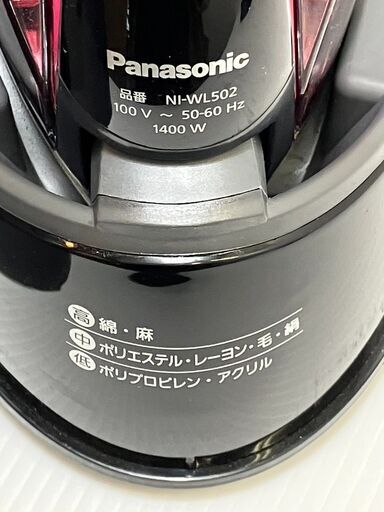 Panasonic
品番 NI-WL502
100 V ～ 50-60 Hz
1400 W
高 綿・麻
中 ポリエステル・レーヨン・毛・絹
低 ポリプロピレン・アクリル